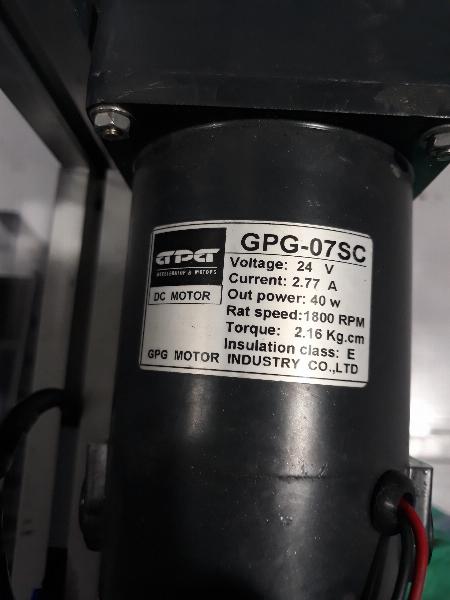 GPG
DC MOTOR
GPG-07SC
Voltage: 24 V
Current: 2.77 A
Out power: 40 w
Rat speed:1800 RPM
Torque: 2.16 Kg.cm
Insulation class: E
GPG MOTOR INDUSTRY CO.,LTD